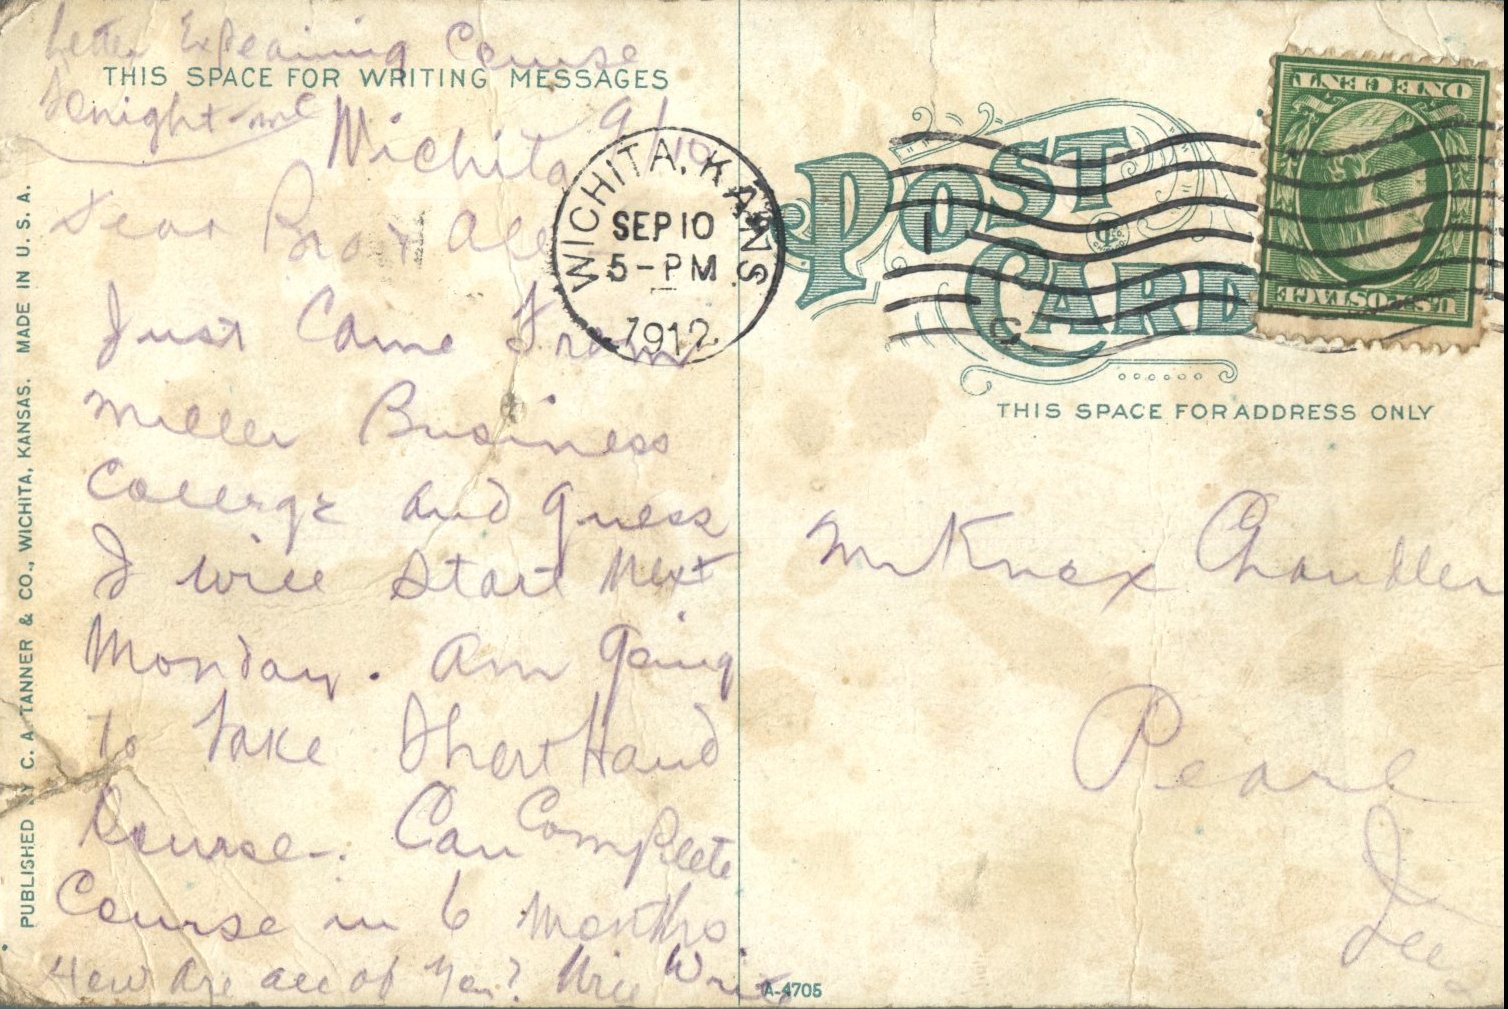 Letter Explaining Course
Tonight
THIS SPACE FOR WRITING MESSAGES
Wichita 9/10
Dear Bro & All
Just Came From
Miller Business
College and guess
I will start Next
Monday. Am going
to take Short Hand
Course. Can Complete
Course in 6 months
How are all of You? Will Write
PUBLISHED BY C. A. TANNER & CO., WICHITA, KANSAS. MADE IN U. S. A.
WICHITA, KANS.
SEP 10
5-PM
1912
POST
CARD
ONE CENT
U.S. POSTAGE
THIS SPACE FOR ADDRESS ONLY
Mr Knox Chandler
Pearl
Ills
A-4705